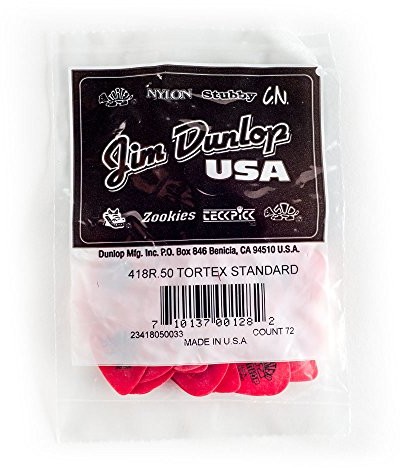 NYLON Stubby C.N.
Jim Dunlop
USA
Zookies TECKPICK
Dunlop Mfg. Inc. P.O. Box 846 Benicia, CA 94510 U.S.A.
418R.50 TORTEX STANDARD
7 10137 00128 2
23418050033 COUNT 72
MADE IN U.S.A